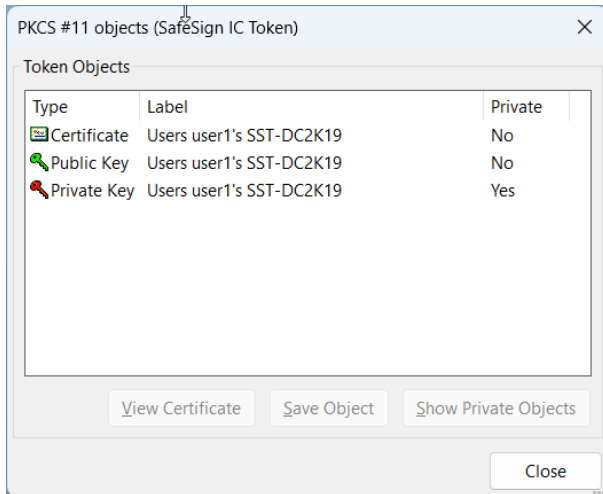 PKCS #11 objects (SafeSign IC Token)
Token Objects
Type Label Private
Certificate Users user1's SST-DC2K19 No
Public Key Users user1's SST-DC2K19 No
Private Key Users user1's SST-DC2K19 Yes
View Certificate Save Object Show Private Objects
Close